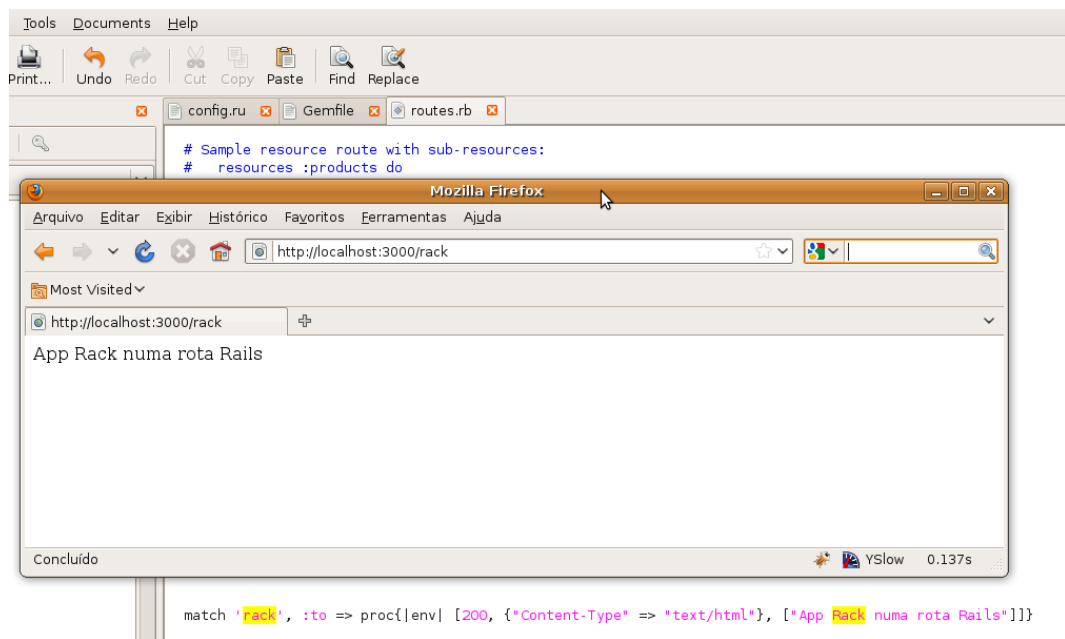 Tools Documents Help
Print... Undo Redo Cut Copy Paste Find Replace
config.ru Gemfile routes.rb
# Sample resource route with sub-resources:
#   resources :products do
Mozilla Firefox
Arquivo Editar Exibir Histórico Favoritos Ferramentas Ajuda
http://localhost:3000/rack
Most Visited
http://localhost:3000/rack
App Rack numa rota Rails
Concluído YSlow 0.137s
match 'rack', :to => proc{|env| [200, {"Content-Type" => "text/html"}, ["App Rack numa rota Rails"]]}